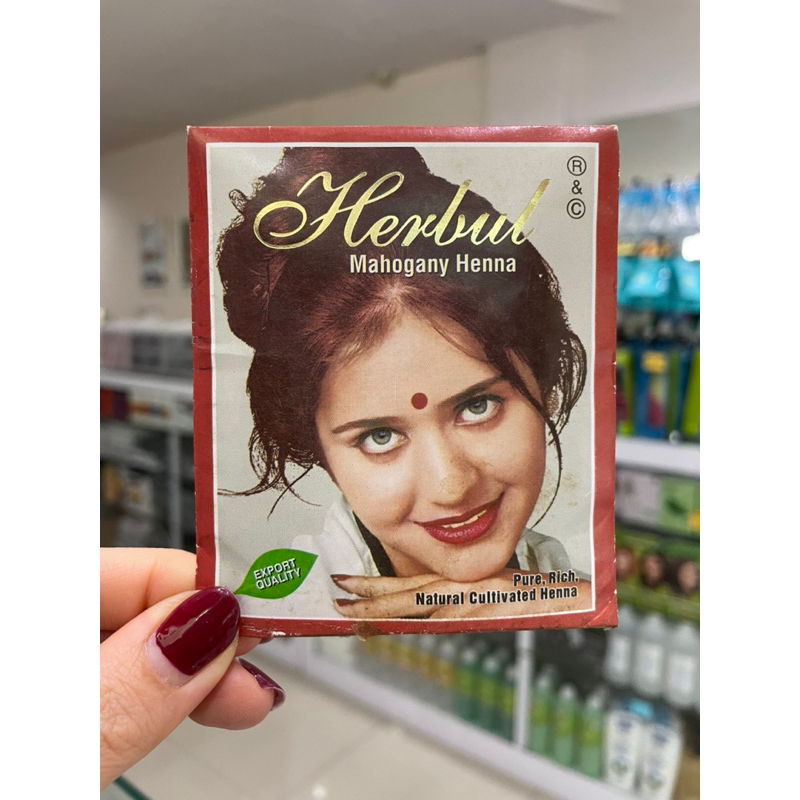 Herbul
Mahogany Henna
®
&
©
EXPORT
QUALITY
Pure, Rich,
Natural Cultivated Henna